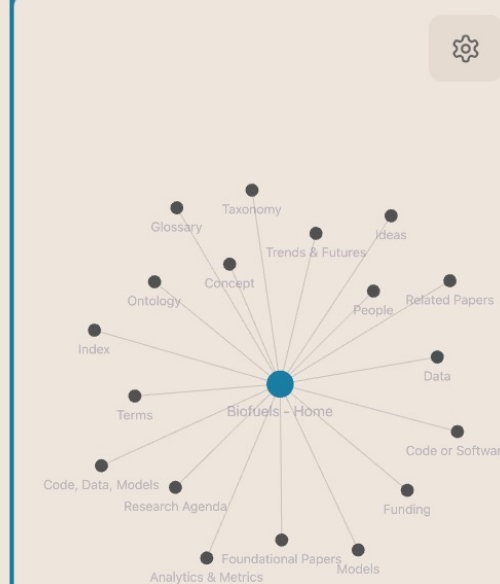 Taxonomy
Glossary
Ideas
Trends & Futures
Concept
Ontology
People
Related Papers
Index
Data
Terms
Biofuels - Home
Code or Softwar
Code, Data, Models
Research Agenda
Funding
Foundational Papers
Models
Analytics & Metrics